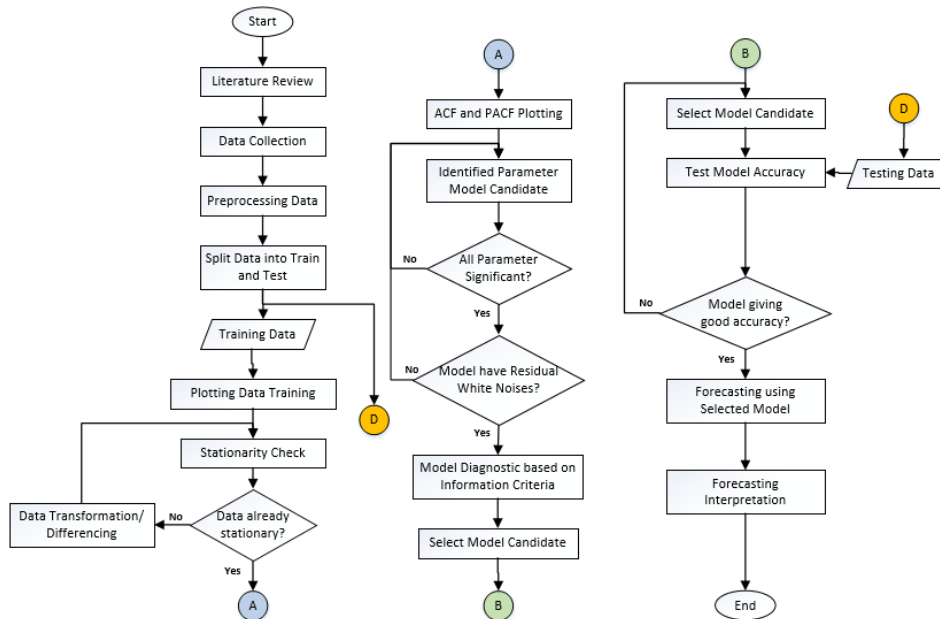 Start
Literature Review
Data Collection
Preprocessing Data
Split Data into Train
and Test
Training Data
Plotting Data Training
D
Stationarity Check
Data Transformation/
Differencing
No
Data already
stationary?
Yes
A
A
ACF and PACF Plotting
Identified Parameter
Model Candidate
No
All Parameter
Significant?
Yes
No
Model have Residual
White Noises?
Yes
Model Diagnostic based on
Information Criteria
Select Model Candidate
B
B
Select Model Candidate
D
Test Model Accuracy
Testing Data
No
Model giving
good accuracy?
Yes
Forecasting using
Selected Model
Forecasting
Interpretation
End